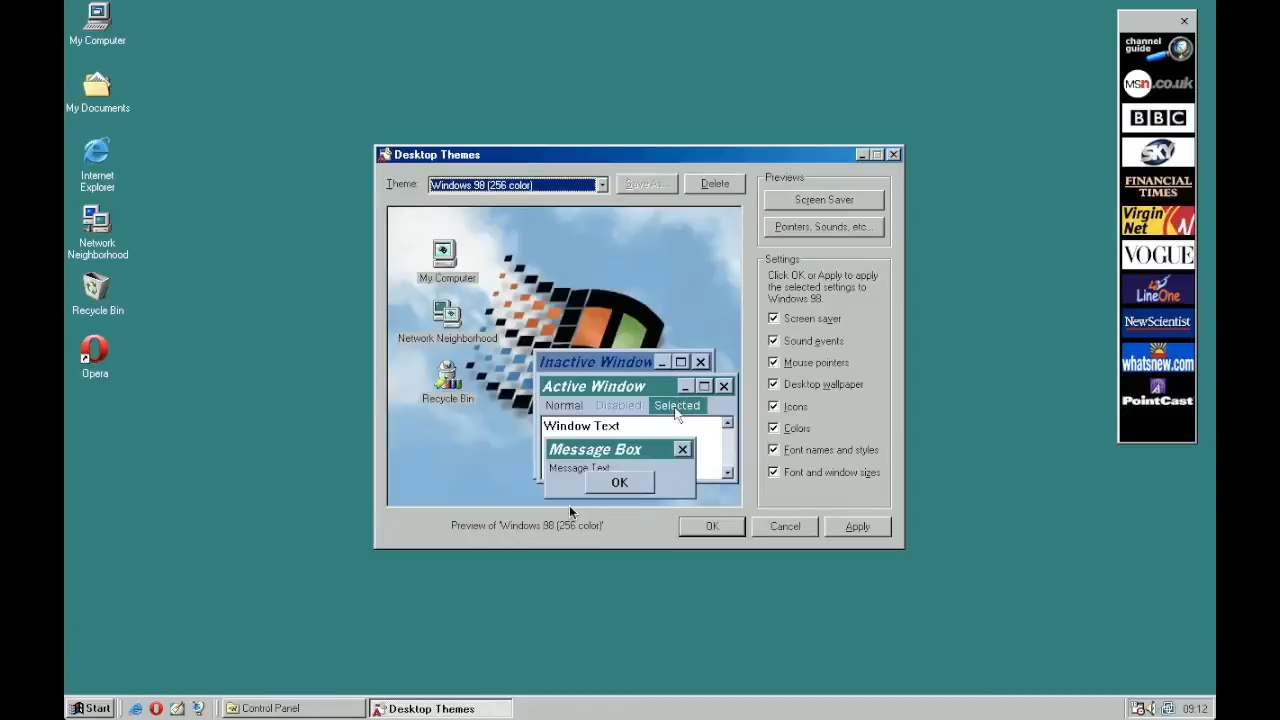 My Computer
My Documents
Internet
Explorer
Network
Neighborhood
Recycle Bin
Opera
Desktop Themes
Theme:
Windows 98 (256 color)
Save As...
Delete
My Computer
Network Neighborhood
Recycle Bin
Inactive Window
Active Window
Normal Disabled Selected
Window Text
Message Box
Message Text
OK
Preview of 'Windows 98 (256 color)'
Previews
Screen Saver
Pointers, Sounds, etc...
Settings
Click OK or Apply to apply
the selected settings to
Windows 98.
Screen saver
Sound events
Mouse pointers
Desktop wallpaper
Icons
Colors
Font names and styles
Font and window sizes
OK
Cancel
Apply
channel
guide
msn.co.uk
BBC
SKY
FINANCIAL
TIMES
Virgin
Net
VOGUE
LineOne
NewScientist
whatsnew.com
PointCast
Start
Control Panel
Desktop Themes
09:12